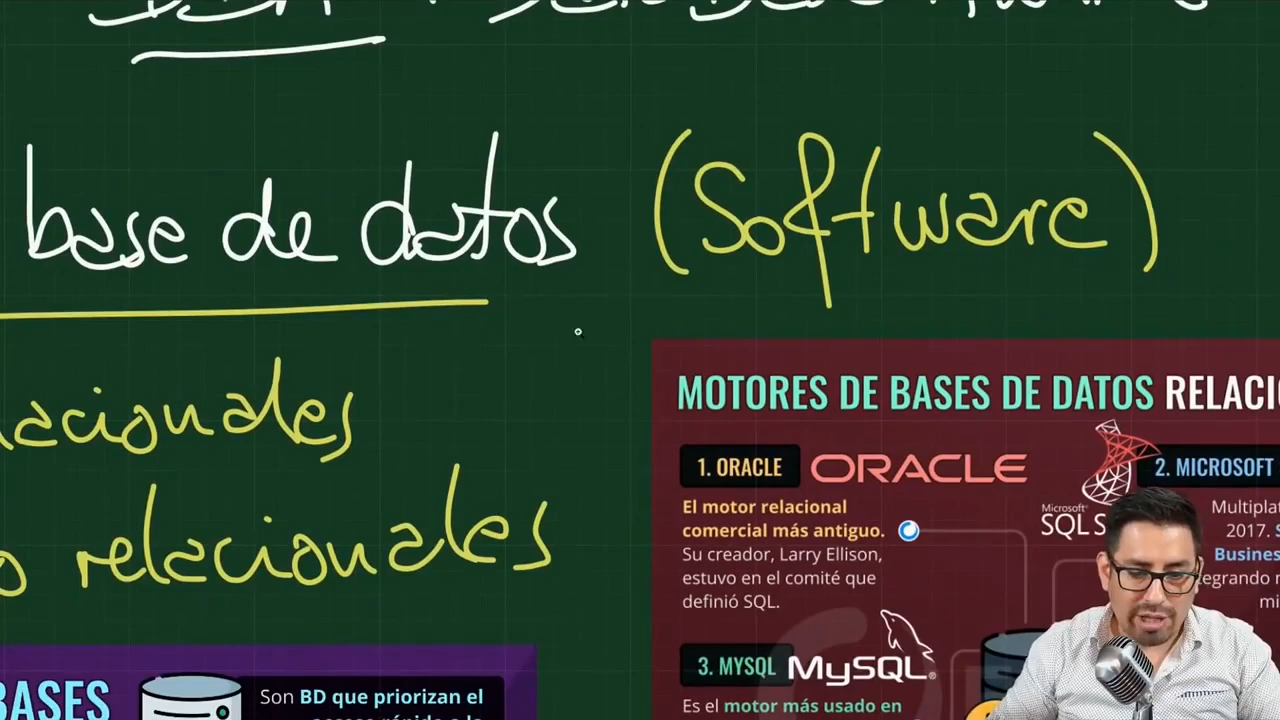 base de datos (Software)
relacionales
MOTORES DE BASES DE DATOS RELACIO
1. ORACLE
ORACLE
2. MICROSOFT
El motor relacional
comercial más antiguo.
Su creador, Larry Ellison,
estuvo en el comité que
definió SQL.
Microsoft
SQL S
Multiplat
2017. S
Business
egrando m
mi
3. MYSQL
MySQL
Es el motor más usado en
BASES
Son BD que priorizan el